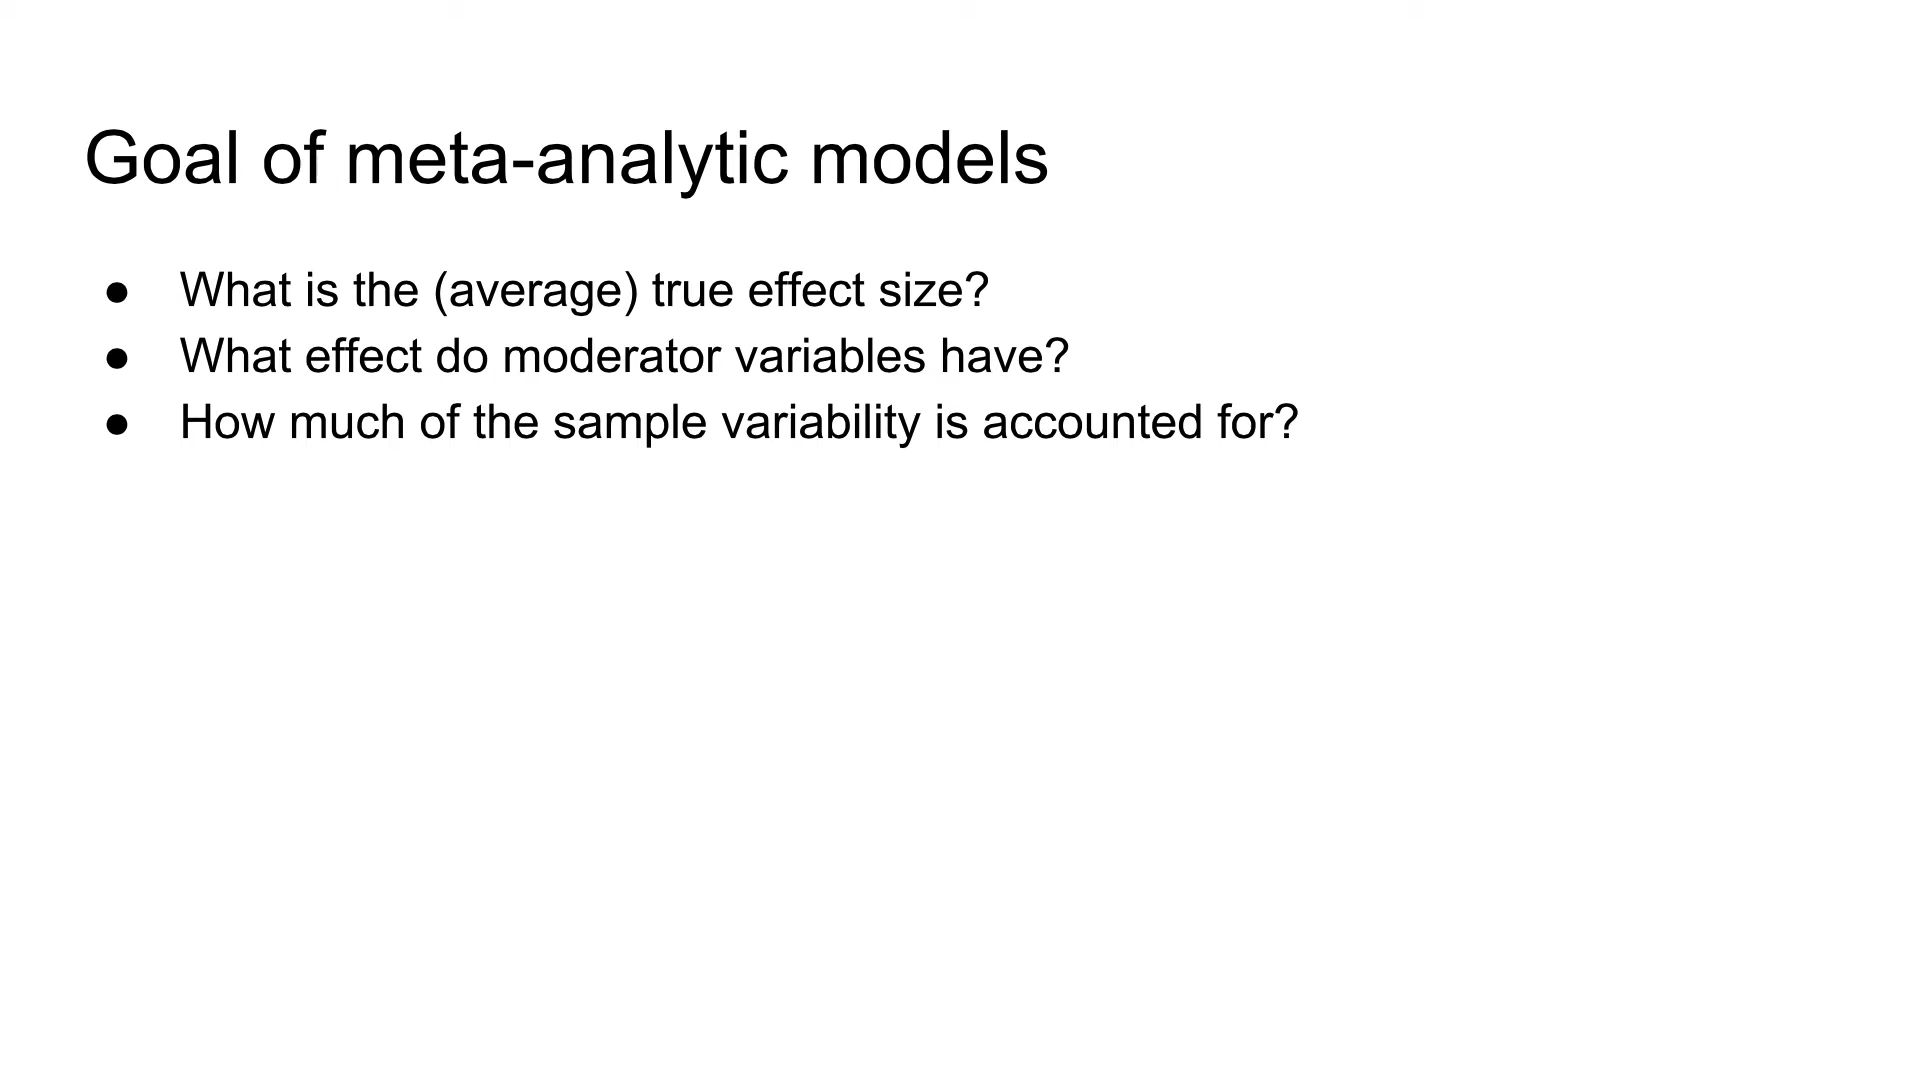 Goal of meta-analytic models
● What is the (average) true effect size?
● What effect do moderator variables have?
● How much of the sample variability is accounted for?